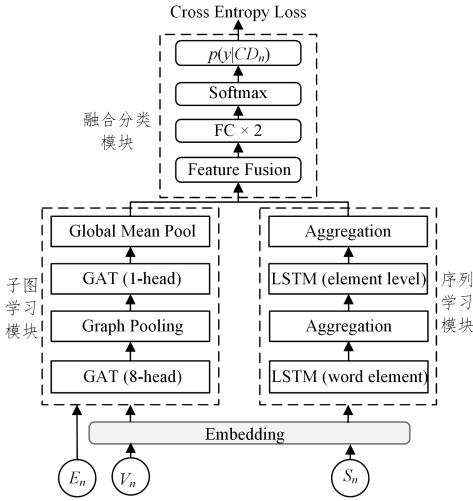 Cross Entropy Loss
p(y|CDₙ)
Softmax
FC × 2
Feature Fusion
融合分类
模块
Global Mean Pool
GAT (1-head)
Graph Pooling
GAT (8-head)
子图
学习
模块
Aggregation
LSTM (element level)
Aggregation
LSTM (word element)
序列
学习
模块
Embedding
Eₙ
Vₙ
Sₙ